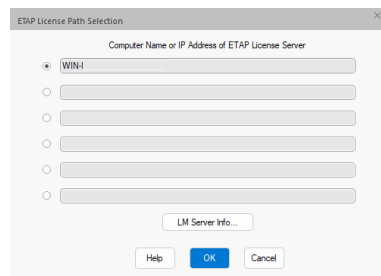 ETAP License Path Selection
Computer Name or IP Address of ETAP License Server
WIN-I
LM Server Info...
Help
OK
Cancel